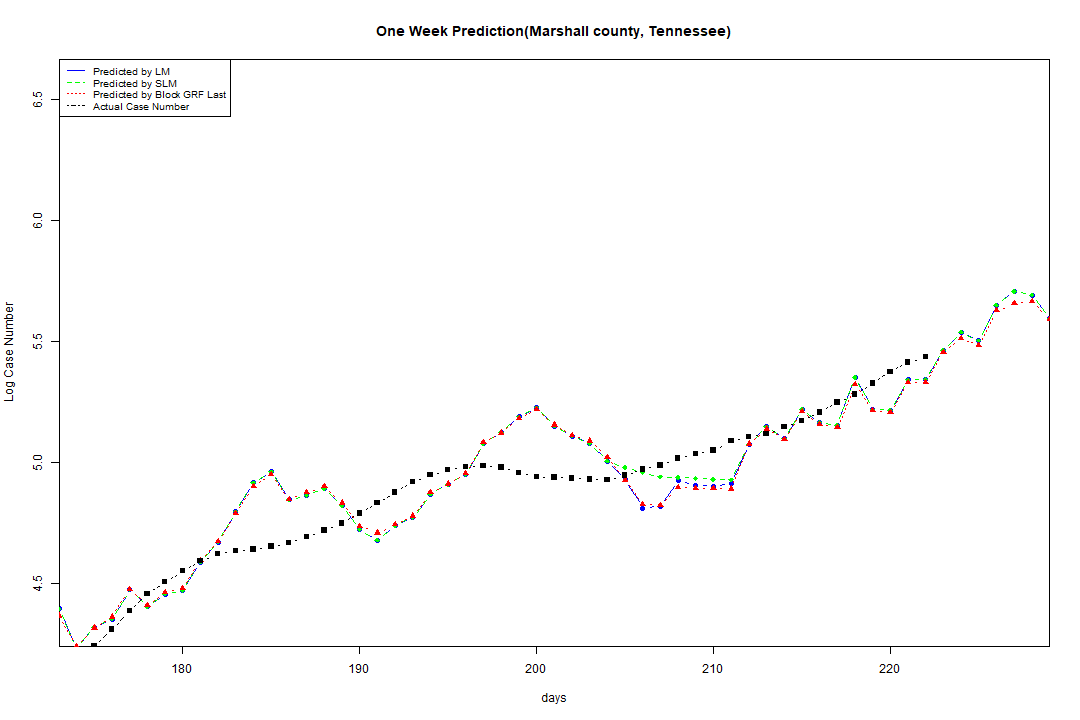 One Week Prediction(Marshall county, Tennessee)
Predicted by LM
Predicted by SLM
Predicted by Block GRF Last
Actual Case Number
6.5
6.0
5.5
5.0
4.5
Log Case Number
180
190
200
210
220
days